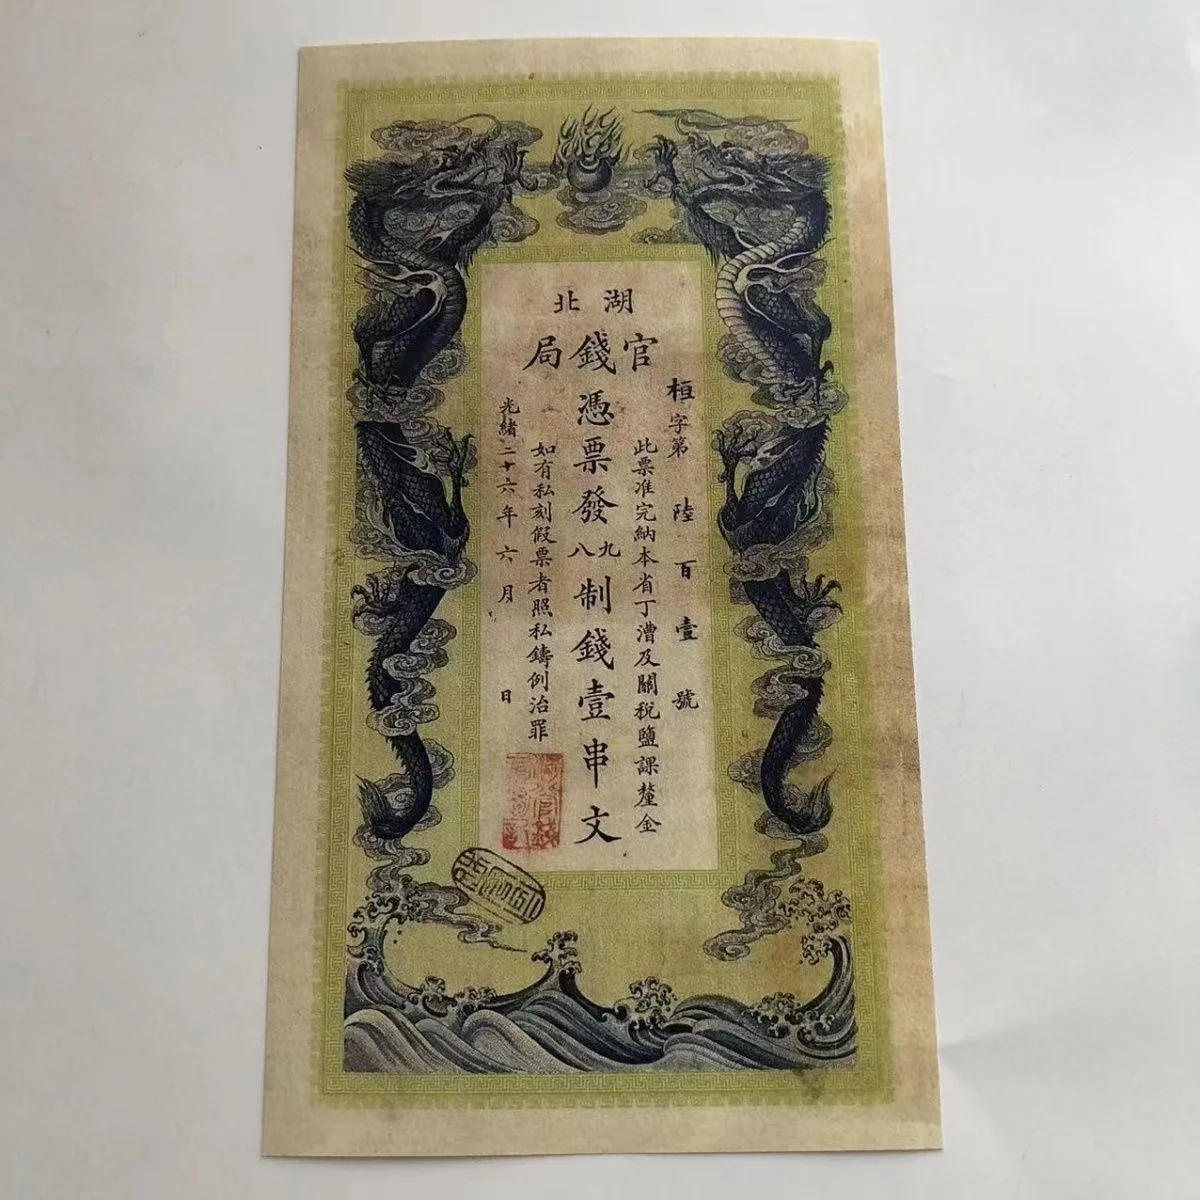 湖北
官錢局
桓字第陸百壹號
此票准完納本省丁漕及關稅鹽課釐金
憑票發九八制錢壹串文
如有私刻假票者照私鑄例治罪
光緒二十六年六月 日